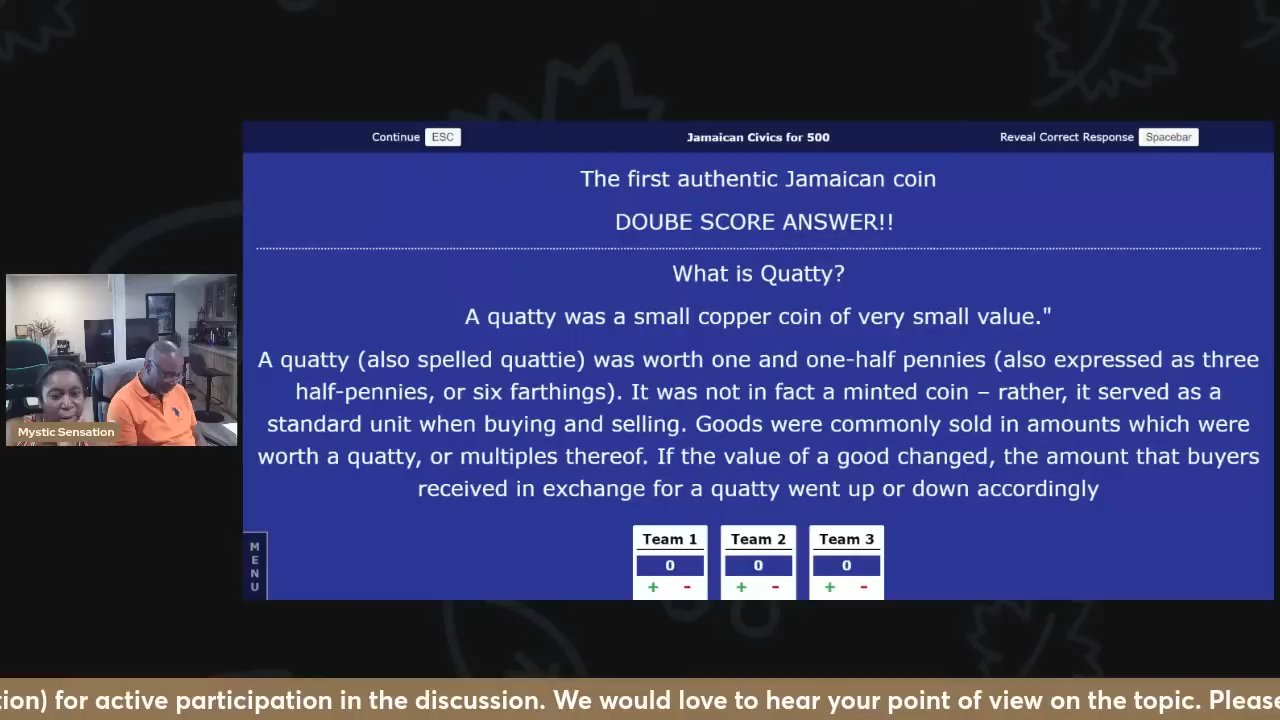 Continue ESC Jamaican Civics for 500 Reveal Correct Response Spacebar
The first authentic Jamaican coin
DOUBE SCORE ANSWER!!
What is Quatty?
A quatty was a small copper coin of very small value."
A quatty (also spelled quattie) was worth one and one-half pennies (also expressed as three
half-pennies, or six farthings). It was not in fact a minted coin – rather, it served as a
standard unit when buying and selling. Goods were commonly sold in amounts which were
worth a quatty, or multiples thereof. If the value of a good changed, the amount that buyers
received in exchange for a quatty went up or down accordingly
Mystic Sensation
MENU
Team 1 Team 2 Team 3
0 0 0
+ - + - + -
tion) for active participation in the discussion. We would love to hear your point of view on the topic. Please